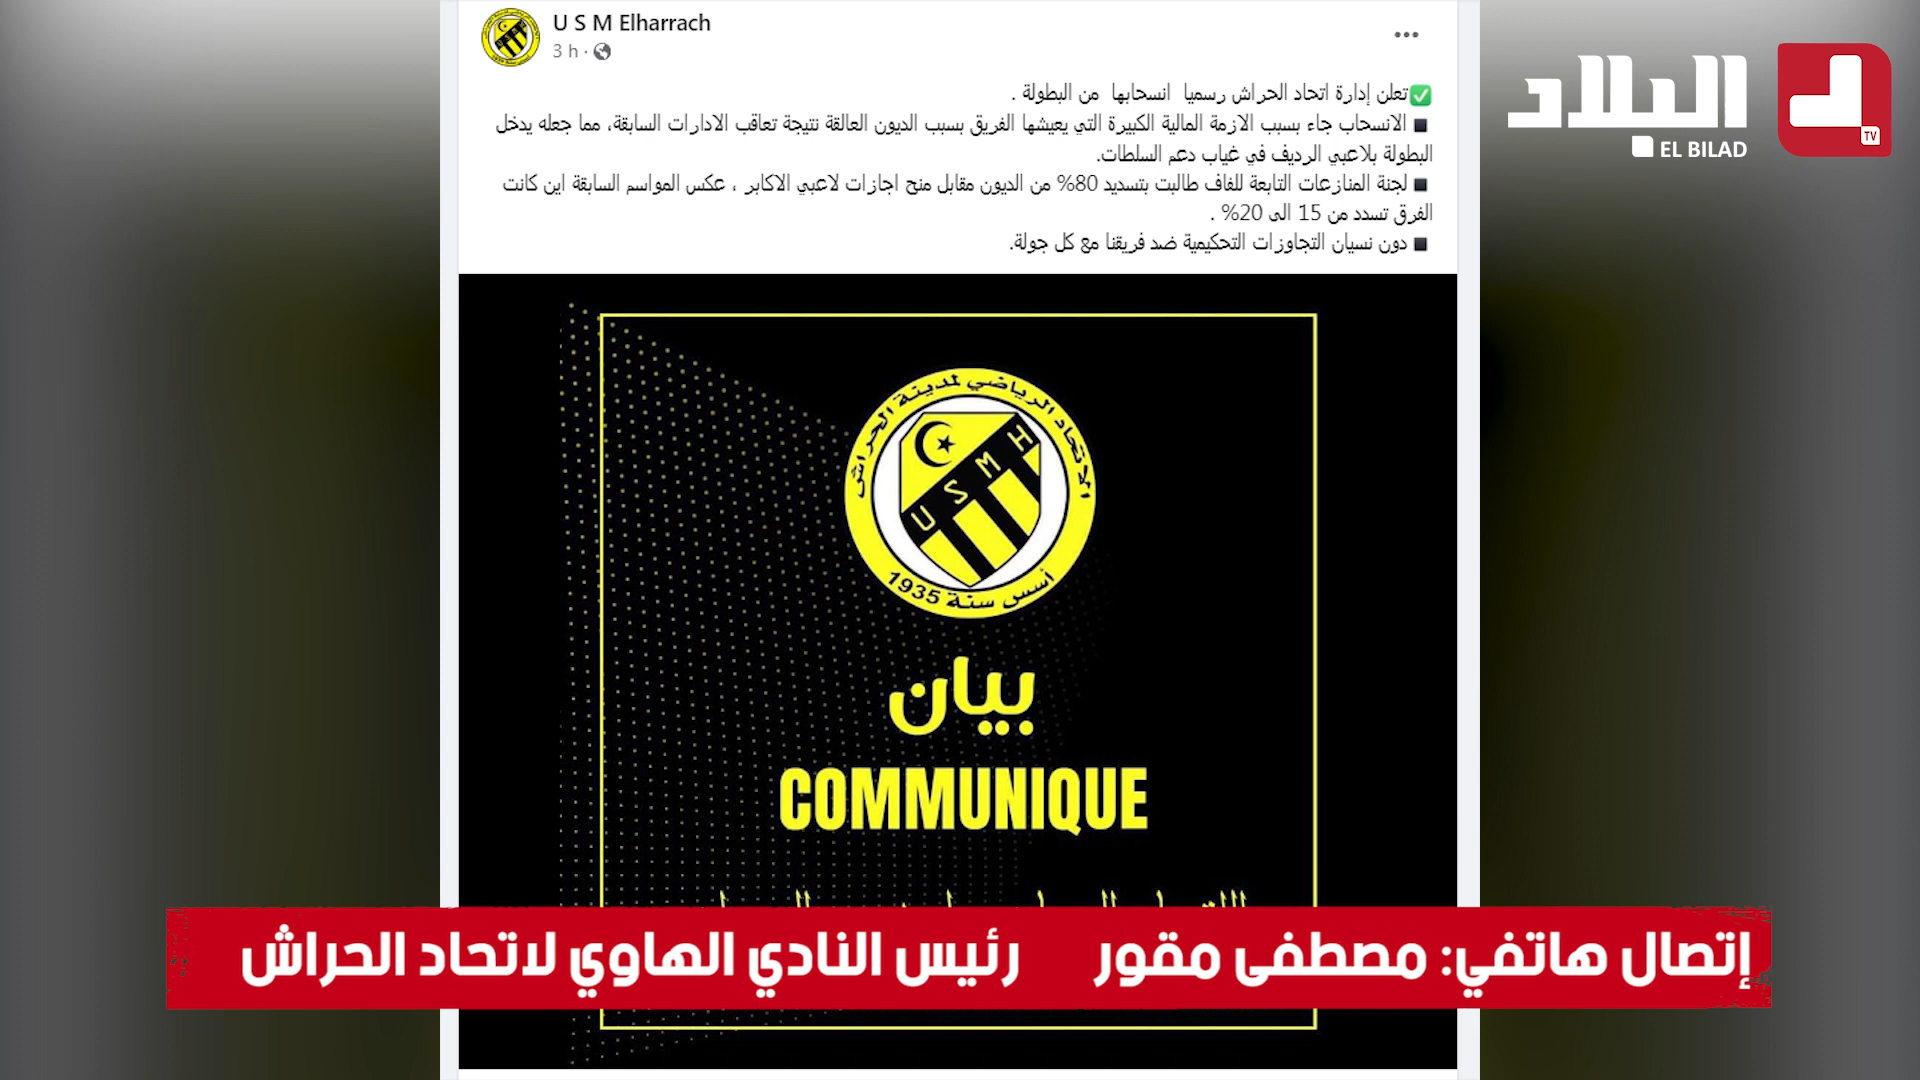 U S M Elharrach
3 h ·
البلاد
EL BILAD
TV
✅تعلن إدارة اتحاد الحراش رسميا انسحابها من البطولة .
◾ الانسحاب جاء بسبب الازمة المالية الكبيرة التي يعيشها الفريق بسبب الديون العالقة نتيجة تعاقب الادارات السابقة، مما جعله يدخل
البطولة بلاعبي الرديف في غياب دعم السلطات.
◾ لجنة المنازعات التابعة للفاف طالبت بتسديد 80% من الديون مقابل منح اجازات لاعبي الاكابر ، عكس المواسم السابقة اين كانت
الفرق تسدد من 15 الى 20% .
◾ دون نسيان التجاوزات التحكيمية ضد فريقنا مع كل جولة.
الاتحاد الرياضي لمدينة الحراش
USMH
أسس سنة 1935
بيان
COMMUNIQUE
إتصال هاتفي: مصطفى مقور رئيس النادي الهاوي لاتحاد الحراش